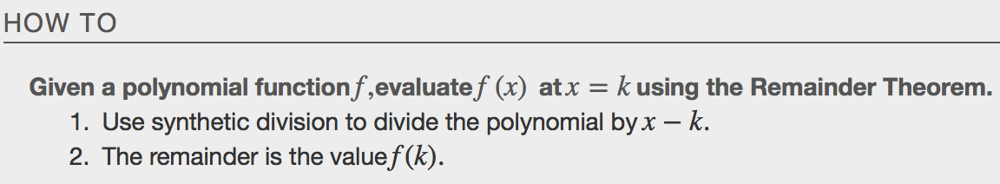 HOW TO
Given a polynomial function f, evaluate f (x) at x = k using the Remainder Theorem.
1. Use synthetic division to divide the polynomial by x − k.
2. The remainder is the value f (k).